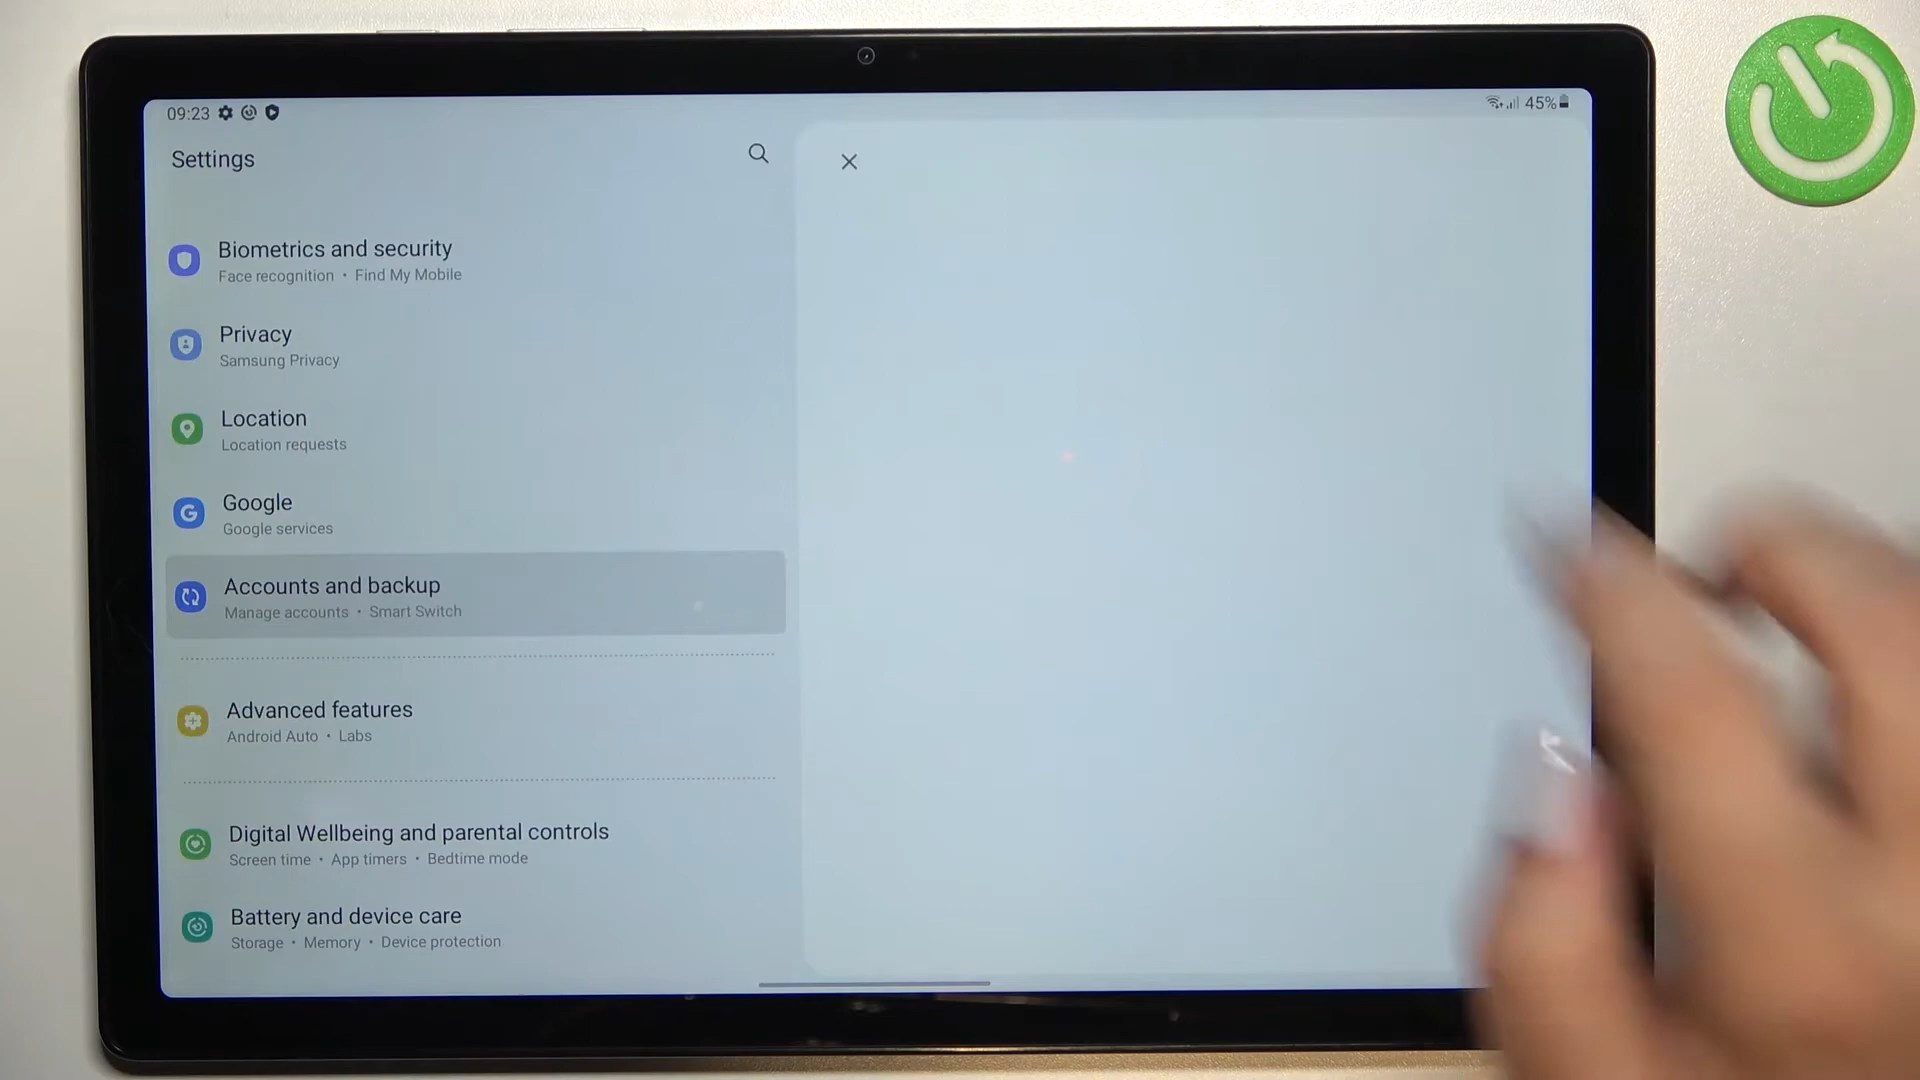 09:23
45%
Settings
Biometrics and security
Face recognition • Find My Mobile
Privacy
Samsung Privacy
Location
Location requests
Google
Google services
Accounts and backup
Manage accounts • Smart Switch
Advanced features
Android Auto • Labs
Digital Wellbeing and parental controls
Screen time • App timers • Bedtime mode
Battery and device care
Storage • Memory • Device protection